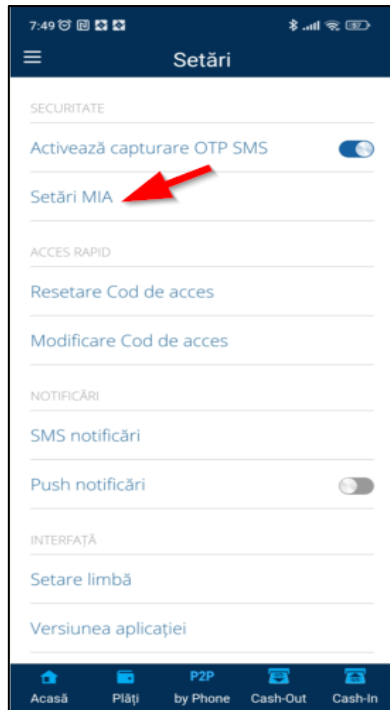 7:49
Setări
SECURITATE
Activează capturare OTP SMS
Setări MIA
ACCES RAPID
Resetare Cod de acces
Modificare Cod de acces
NOTIFICĂRI
SMS notificări
Push notificări
INTERFAȚĂ
Setare limbă
Versiunea aplicației
Acasă Plăți P2P by Phone Cash-Out Cash-In